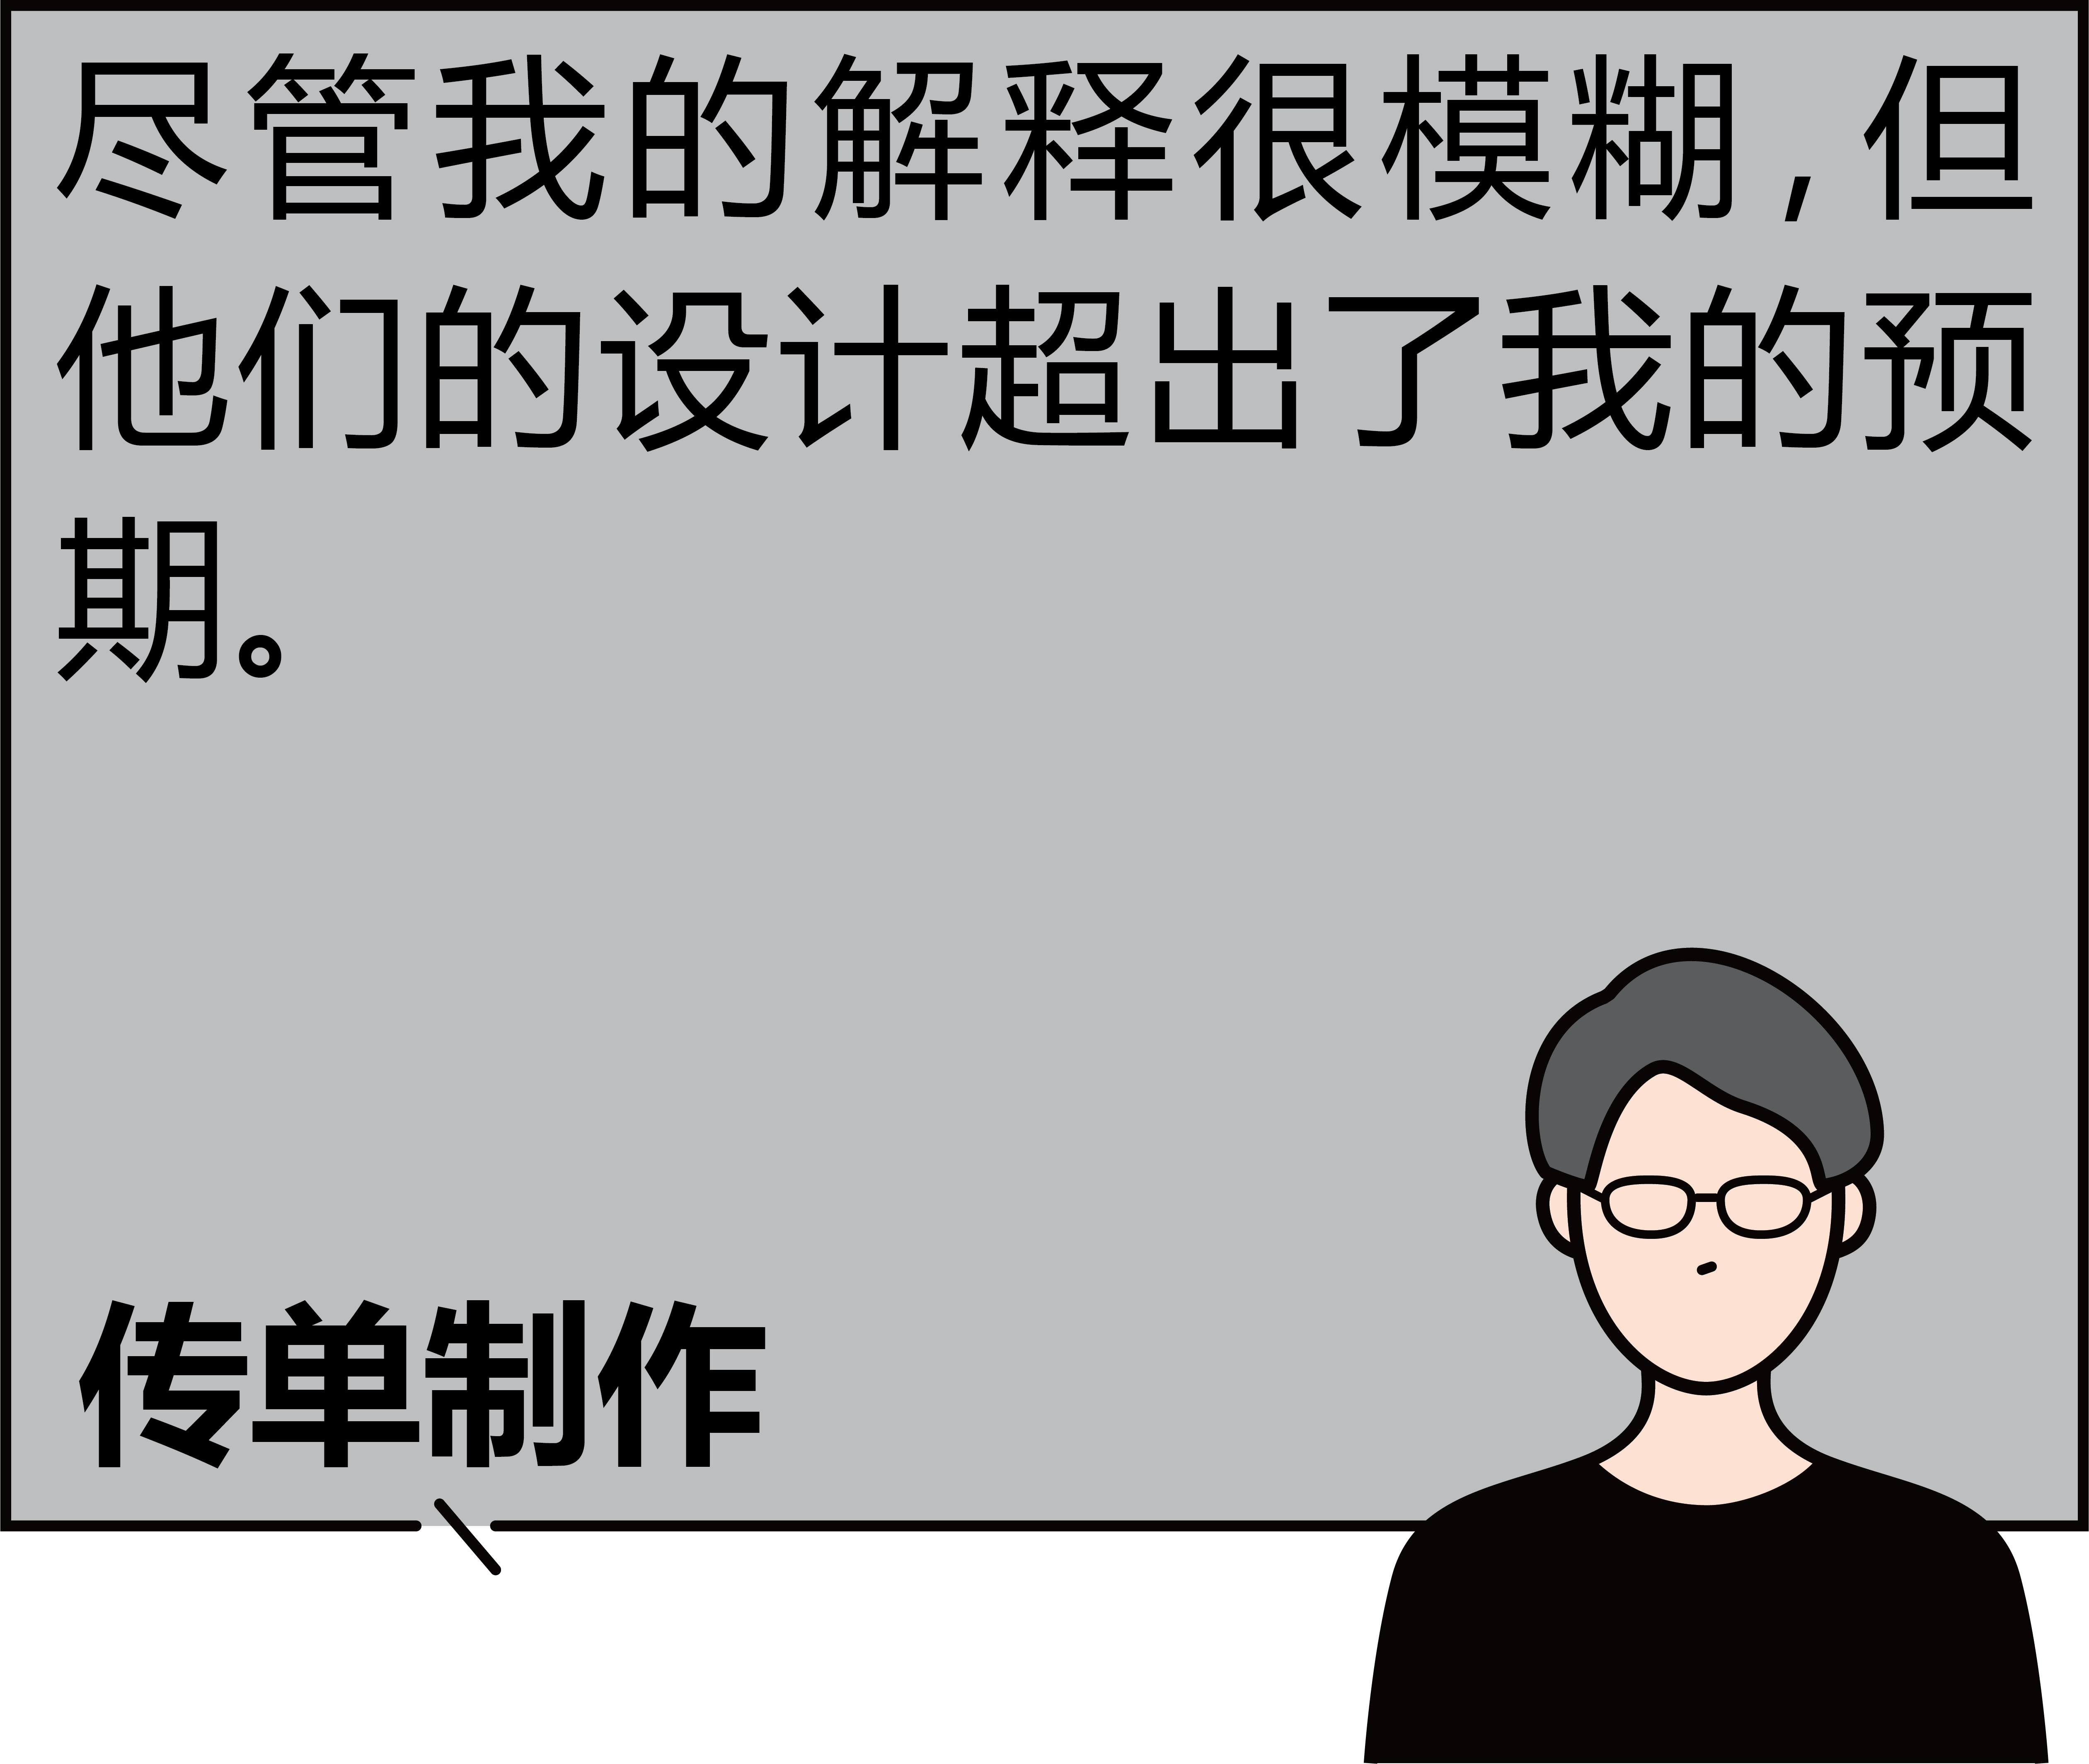 尽管我的解释很模糊,但
他们的设计超出了我的预
期。
传单制作